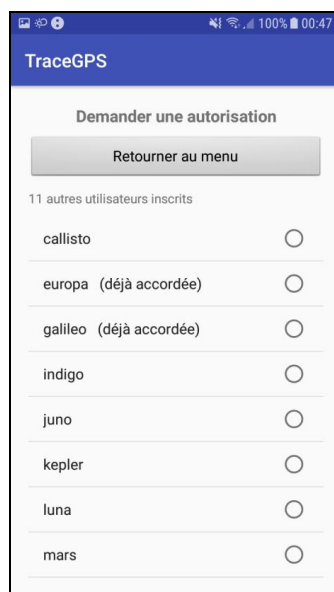 100% 00:47
TraceGPS
Demander une autorisation
Retourner au menu
11 autres utilisateurs inscrits
callisto
europa (déjà accordée)
galileo (déjà accordée)
indigo
juno
kepler
luna
mars